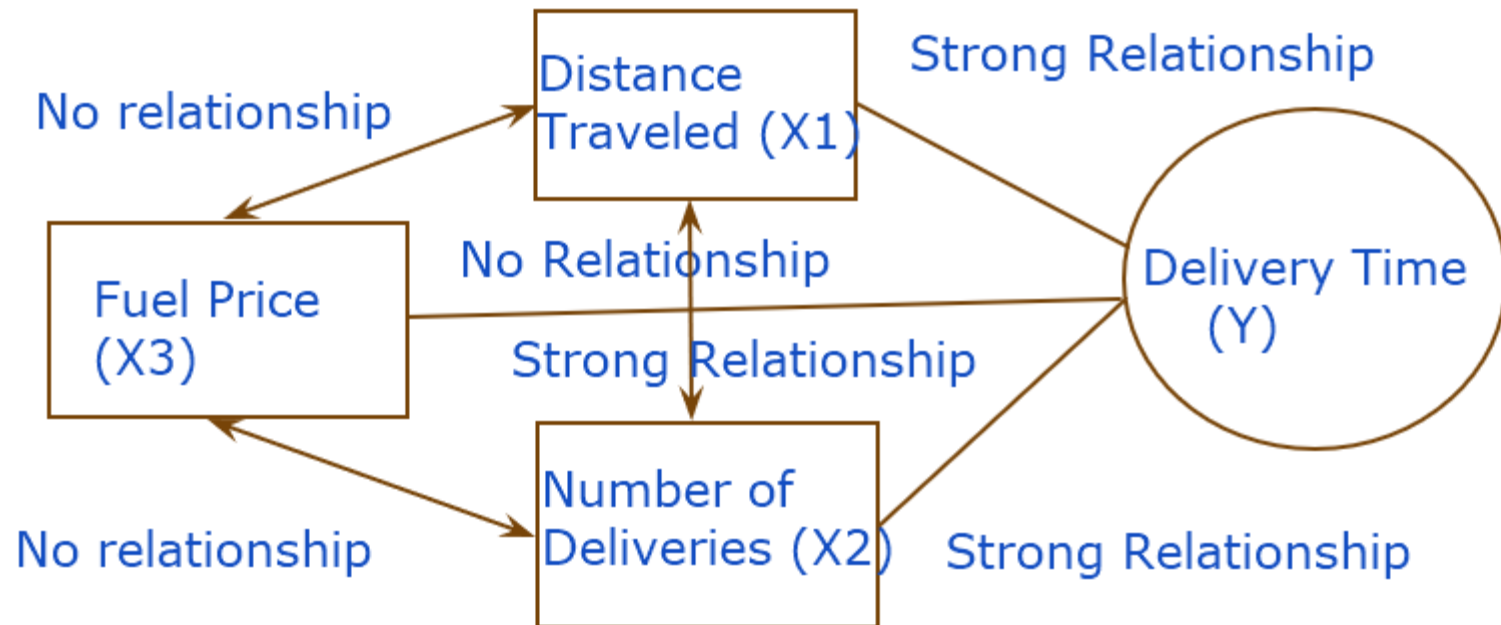 Strong Relationship
Distance
Traveled (X1)
No relationship
No Relationship
Delivery Time
(Y)
Fuel Price
(X3)
Strong Relationship
Number of
Deliveries (X2)
No relationship
Strong Relationship